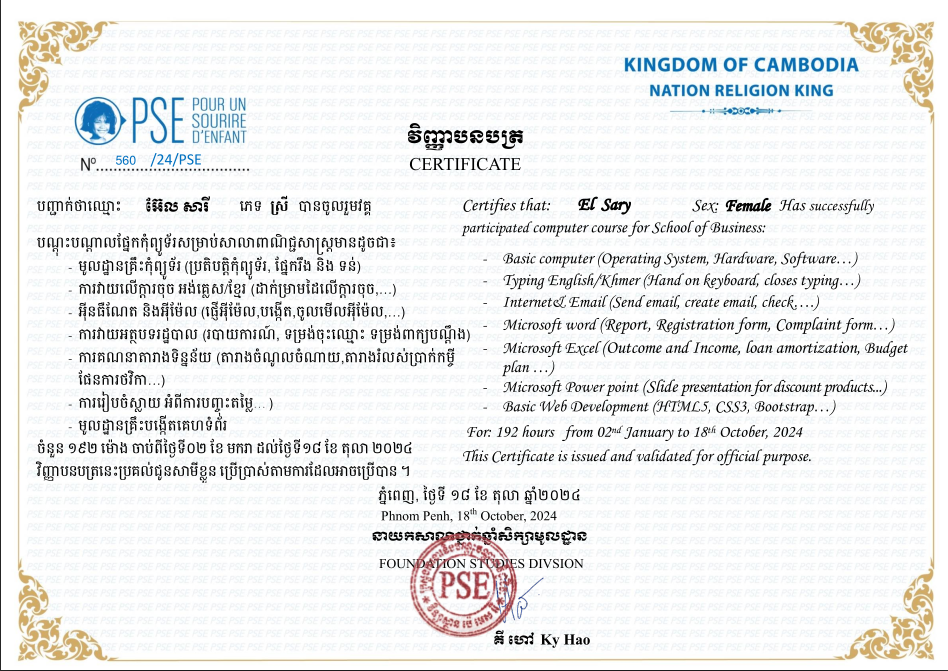 KINGDOM OF CAMBODIA
NATION RELIGION KING
PSE POUR UN
SOURIRE
D'ENFANT
Nº 560 /24/PSE
វិញ្ញាបនបត្រ
CERTIFICATE
បញ្ជាក់ថាឈ្មោះ អ៊ែល សារី ភេទ ស្រី បានចូលរួមវគ្គ
បណ្តុះបណ្តាលផ្នែកកុំព្យូទ័រសម្រាប់សាលាពាណិជ្ជសាស្ត្រមានដូចជា៖
- មូលដ្ឋានគ្រឹះកុំព្យូទ័រ (ប្រតិបត្តិកុំព្យូទ័រ, ផ្នែករឹង និង ទន់)
- ការវាយលើក្តារចុច អង់គ្លេស/ខ្មែរ (ដាក់ម្រាមដៃលើក្តារចុច,...)
- អ៊ីនធឺណែត និងអ៊ីម៉ែល (ផ្ញើអ៊ីម៉ែល,បង្កើត,ចូលមើលអ៊ីម៉ែល,...)
- ការវាយអត្ថបទរដ្ឋបាល (របាយការណ៍, ទម្រង់ចុះឈ្មោះ ទម្រង់ពាក្យបណ្តឹង)
- ការគណនាតារាងទិន្នន័យ (តារាងចំណូលចំណាយ,តារាងរំលស់ប្រាក់កម្ចី
ផែនការថវិកា...)
- ការរៀបចំស្លាយ អំពីការបញ្ចុះតម្លៃ... )
- មូលដ្ឋានគ្រឹះបង្កើតគេហទំព័រ
ចំនួន ១៩២ ម៉ោង ចាប់ពីថ្ងៃទី០២ ខែ មករា ដល់ថ្ងៃទី១៨ ខែ តុលា ២០២៤
វិញ្ញាបនបត្រនេះប្រគល់ជូនសាមីខ្លួន ប្រើប្រាស់តាមការដែលអាចប្រើបាន ។
Certifies that: El Sary Sex: Female Has successfully
participated computer course for School of Business:
- Basic computer (Operating System, Hardware, Software…)
- Typing English/Khmer (Hand on keyboard, closes typing…)
- Internet& Email (Send email, create email, check….)
- Microsoft word (Report, Registration form, Complaint form…)
- Microsoft Excel (Outcome and Income, loan amortization, Budget
plan …)
- Microsoft Power point (Slide presentation for discount products...)
- Basic Web Development (HTML5, CSS3, Bootstrap…)
For: 192 hours from 02nd January to 18th October, 2024
This Certificate is issued and validated for official purpose.
ភ្នំពេញ, ថ្ងៃទី ១៨ ខែ តុលា ឆ្នាំ២០២៤
Phnom Penh, 18th October, 2024
នាយកសាលាថ្នាក់ឆ្នាំសិក្សាមូលដ្ឋាន
FOUNDATION STUDIES DIVSION
PSE
គី ហៅ Ky Hao